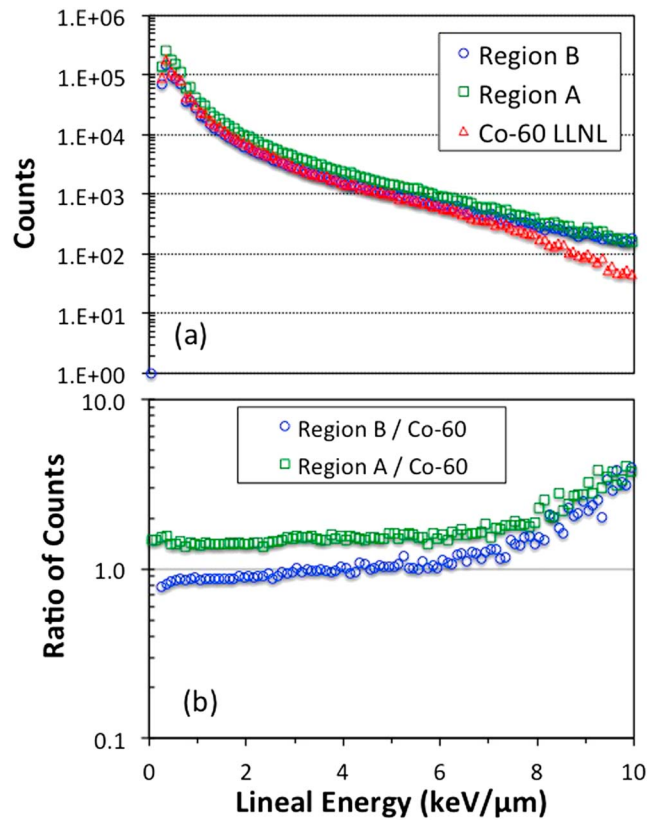 1.E+06
1.E+05
1.E+04
1.E+03
1.E+02
1.E+01
1.E+00
Counts
Region B
Region A
Co-60 LLNL
(a)
10.0
1.0
0.1
Ratio of Counts
Region B / Co-60
Region A / Co-60
(b)
0 2 4 6 8 10
Lineal Energy (keV/μm)